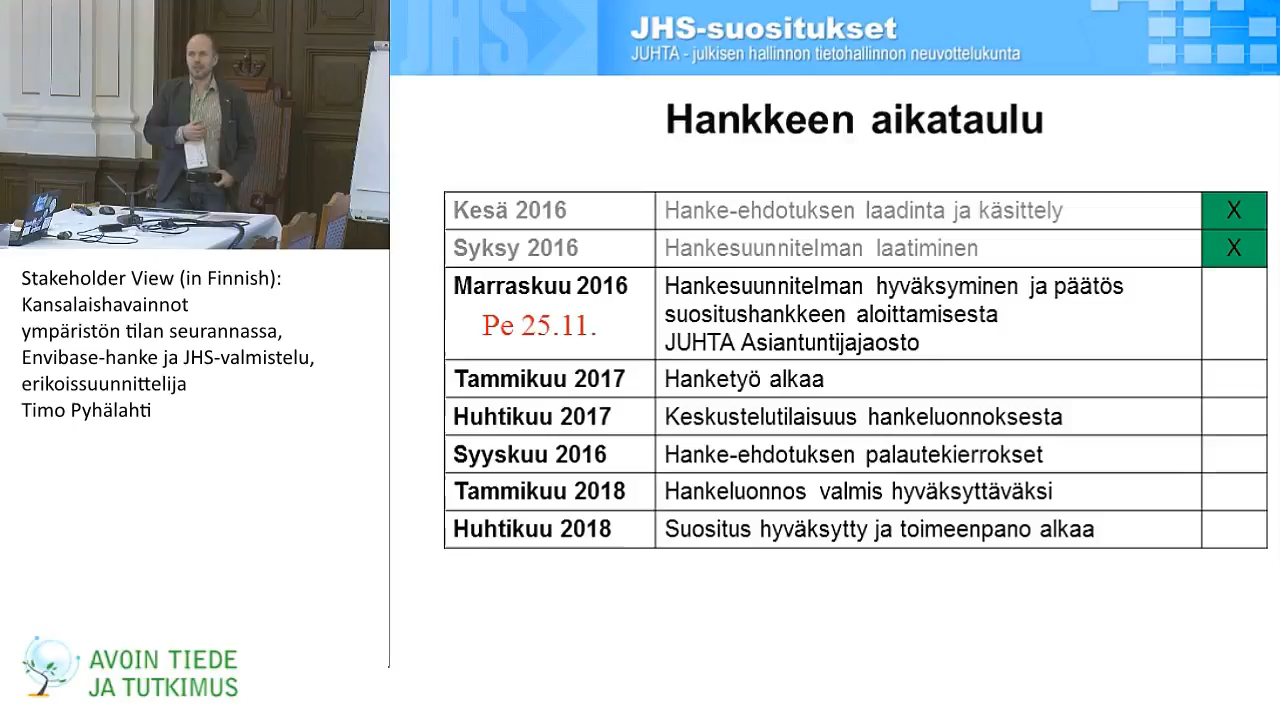 JHS-suositukset
JUHTA - julkisen hallinnon tietohallinnon neuvottelukunta
JHS
Hankkeen aikataulu
Kesä 2016 Hanke-ehdotuksen laadinta ja käsittely X
Syksy 2016 Hankesuunnitelman laatiminen X
Marraskuu 2016 Hankesuunnitelman hyväksyminen ja päätös
Pe 25.11. suositushankkeen aloittamisesta
JUHTA Asiantuntijajaosto
Tammikuu 2017 Hanketyö alkaa
Huhtikuu 2017 Keskustelutilaisuus hankeluonnoksesta
Syyskuu 2016 Hanke-ehdotuksen palautekierrokset
Tammikuu 2018 Hankeluonnos valmis hyväksyttäväksi
Huhtikuu 2018 Suositus hyväksytty ja toimeenpano alkaa
Stakeholder View (in Finnish):
Kansalaishavainnot
ympäristön tilan seurannassa,
Envibase-hanke ja JHS-valmistelu,
erikoissuunnittelija
Timo Pyhälahti
AVOIN TIEDE
JA TUTKIMUS